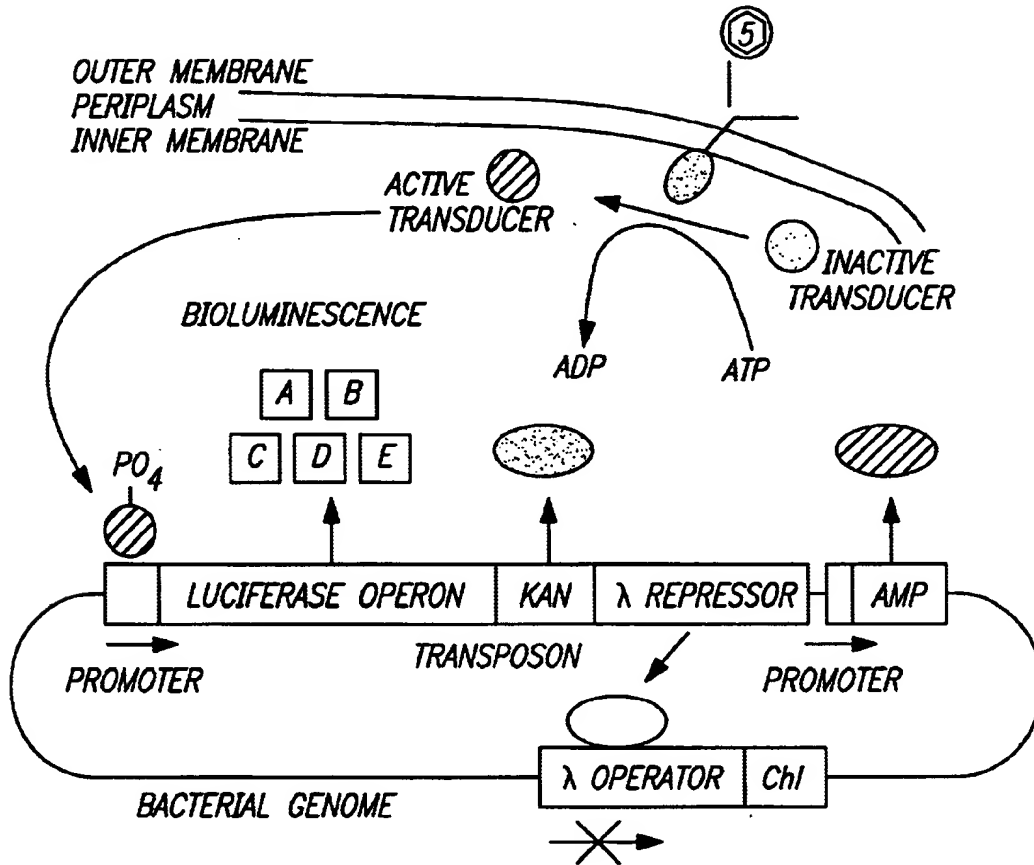 5
OUTER MEMBRANE
PERIPLASM
INNER MEMBRANE
ACTIVE
TRANSDUCER
INACTIVE
TRANSDUCER
BIOLUMINESCENCE
ADP
ATP
A B
C D E
PO4
LUCIFERASE OPERON KAN λ REPRESSOR AMP
PROMOTER
TRANSPOSON
PROMOTER
λ OPERATOR Chl
BACTERIAL GENOME